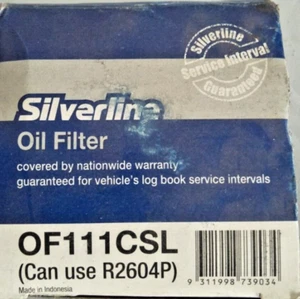 Silverline
Service Interval
Guaranteed
Silverline
Oil Filter
covered by nationwide warranty
guaranteed for vehicle's log book service intervals
OF111CSL
(Can use R2604P)
Made in Indonesia
9 311998 739034